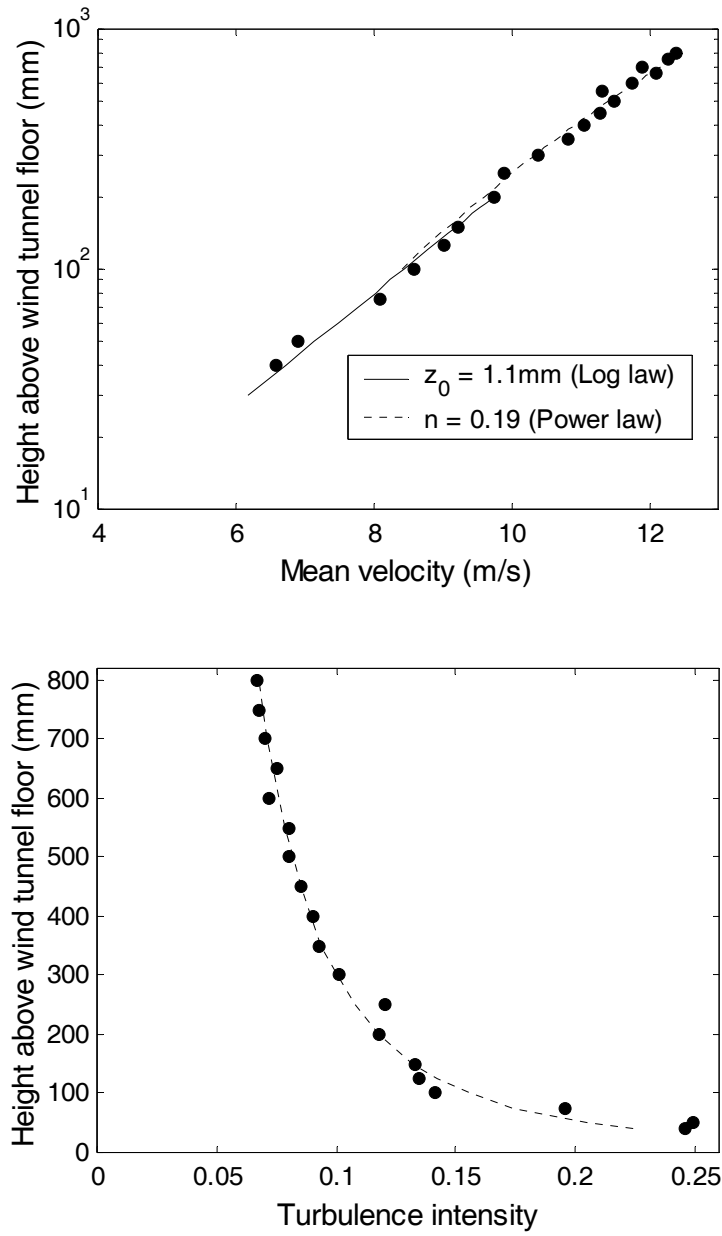 10^3
10^2
10^1
Height above wind tunnel floor (mm)
z_0 = 1.1mm (Log law)
n = 0.19 (Power law)
4 6 8 10 12
Mean velocity (m/s)
800
700
600
500
400
300
200
100
0
Height above wind tunnel floor (mm)
0 0.05 0.1 0.15 0.2 0.25
Turbulence intensity